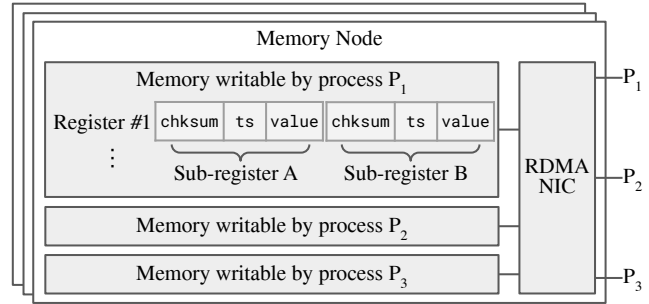 Memory Node
Memory writable by process P1
Register #1 chksum ts value chksum ts value
⋮ Sub-register A Sub-register B
Memory writable by process P2
Memory writable by process P3
RDMA
NIC
P1
P2
P3